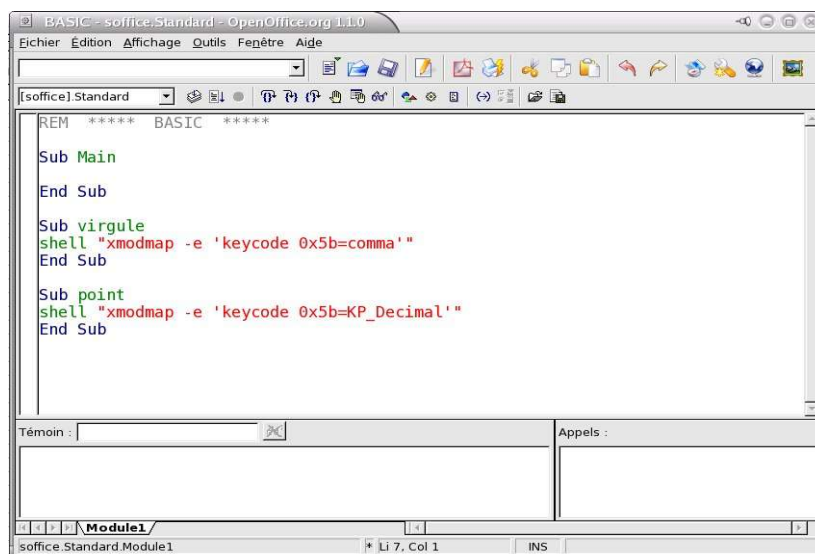 BASIC - soffice.Standard - OpenOffice.org 1.1.0
Fichier Édition Affichage Outils Fenêtre Aide
[soffice].Standard
REM ***** BASIC *****
Sub Main
End Sub
Sub virgule
shell "xmodmap -e 'keycode 0x5b=comma'"
End Sub
Sub point
shell "xmodmap -e 'keycode 0x5b=KP_Decimal'"
End Sub
Témoin :
Appels :
Module1
soffice.Standard.Module1 * Li 7, Col 1 INS